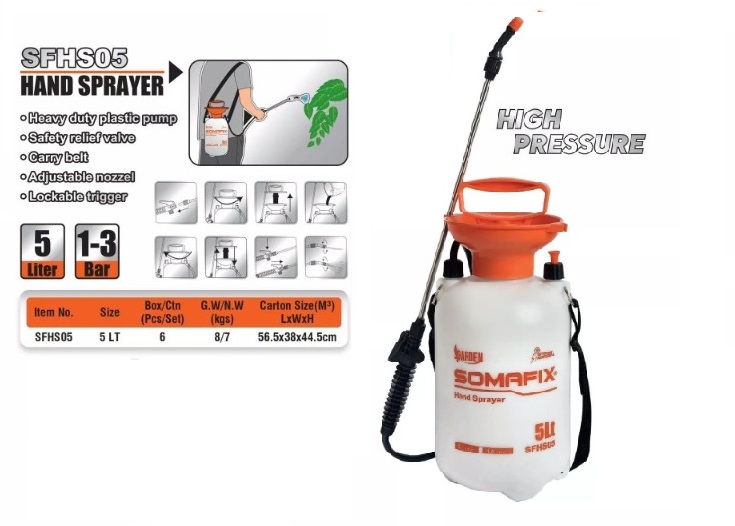 SFHS05
HAND SPRAYER
• Heavy duty plastic pump
• Safety relief valve
• Carry belt
• Adjustable nozzel
• Lockable trigger
5 Liter
1-3 Bar
Item No. Size Box/Ctn (Pcs/Set) G.W/N.W (kgs) Carton Size(M³) LxWxH
SFHS05 5 LT 6 8/7 56.5x38x44.5cm
HIGH
PRESSURE
GARDEN
SOMAFIX
Hand Sprayer
5Lt
SFHS05
SOMAFIX